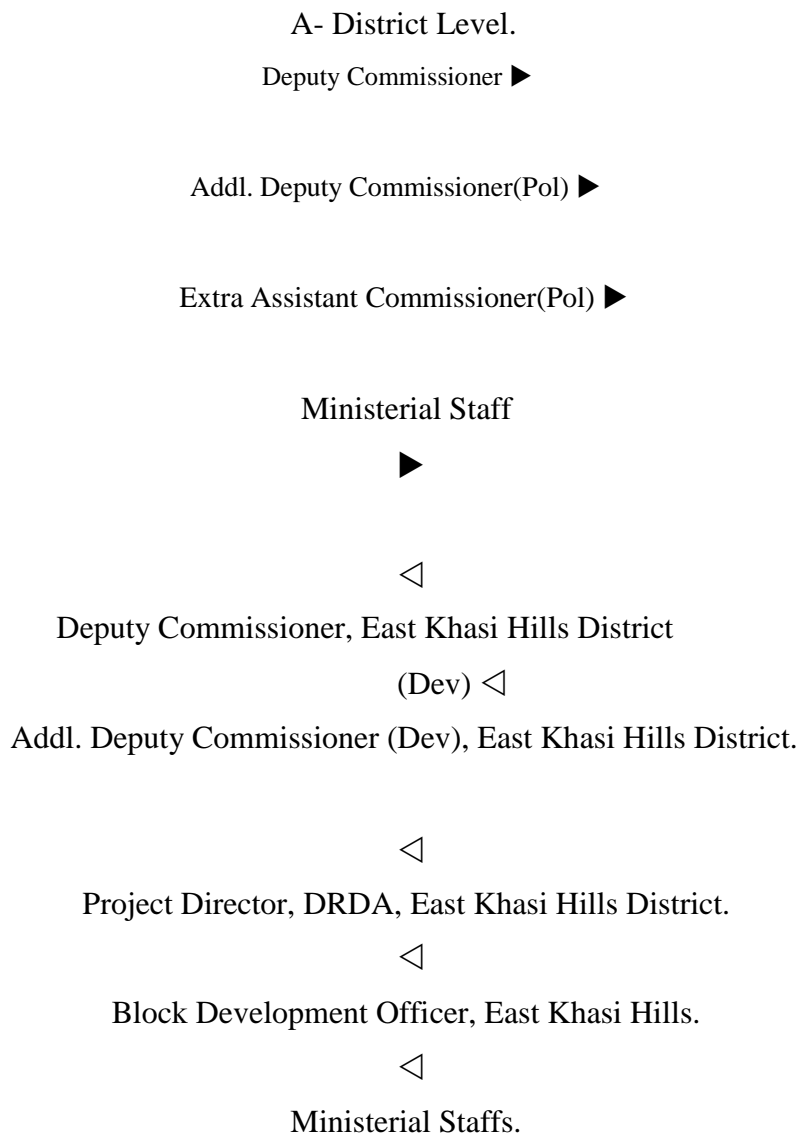 A- District Level.
Deputy Commissioner ▶
Addl. Deputy Commissioner(Pol) ▶
Extra Assistant Commissioner(Pol) ▶
Ministerial Staff
▶
◁
Deputy Commissioner, East Khasi Hills District
(Dev) ◁
Addl. Deputy Commissioner (Dev), East Khasi Hills District.
◁
Project Director, DRDA, East Khasi Hills District.
◁
Block Development Officer, East Khasi Hills.
◁
Ministerial Staffs.